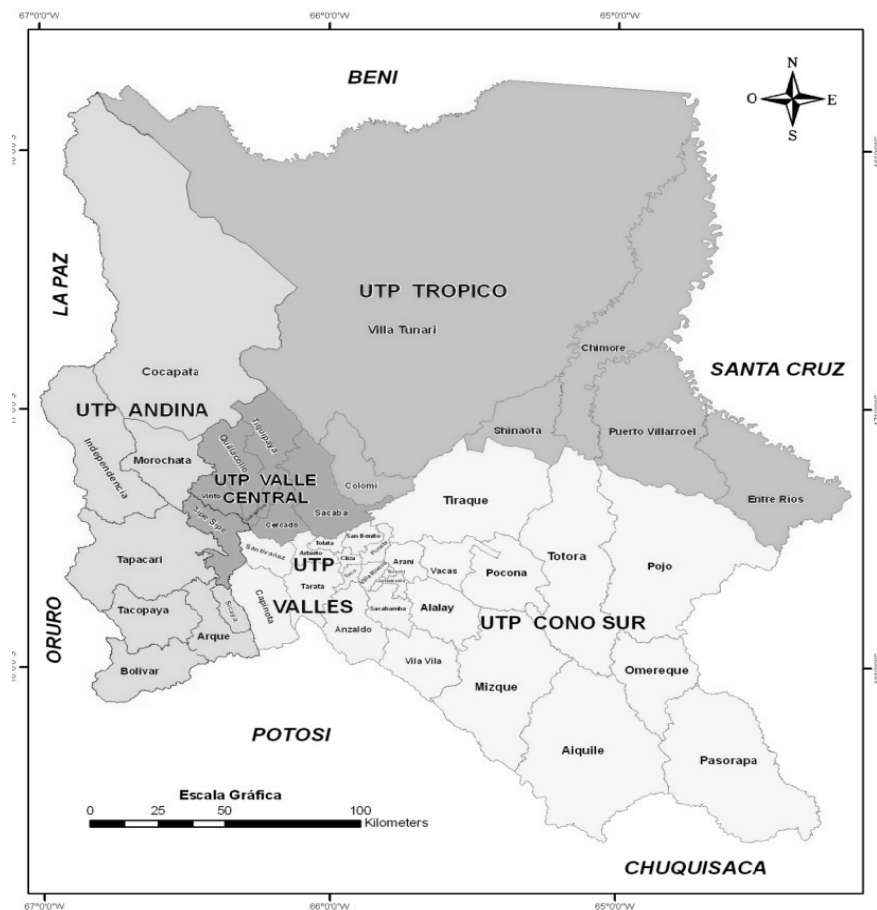 67°0'0"W
66°0'0"W
65°0'0"W
BENI
N
O
E
S
LA PAZ
UTP TROPICO
Villa Tunari
Chimore
SANTA CRUZ
Cocapata
UTP ANDINA
Independencia
Morochata
Quillacollo
Tiquipaya
UTP VALLE
CENTRAL
Vinto
Sipe Sipe
Cercado
Sacaba
Colomi
Shinaota
Puerto Villarroel
Entre Rios
Tiraque
Tapacari
Santivañez
Tolata
San Benito
Arbieto
Cliza
Punata
UTP
VALLES
Tarata
Toco
Villa Rivero
Arani
Vacas
Pocona
Totora
Pojo
Tacopaya
Sicaya
Capinota
Sacabamba
Alalay
UTP CONO SUR
ORURO
Arque
Anzaldo
Bolivar
Vila Vila
Mizque
Omereque
POTOSI
Aiquile
Pasorapa
Escala Gráfica
0 25 50 100
Kilometers
CHUQUISACA
67°0'0"W
66°0'0"W
65°0'0"W